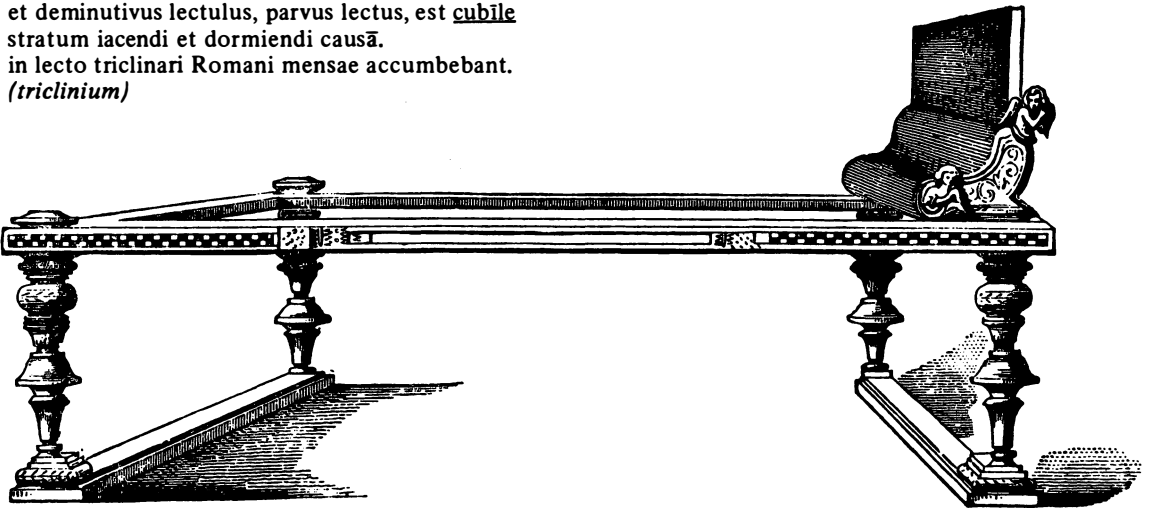 et deminutivus lectulus, parvus lectus, est cubīle
stratum iacendi et dormiendi causā.
in lecto triclinari Romani mensae accumbebant.
(triclinium)